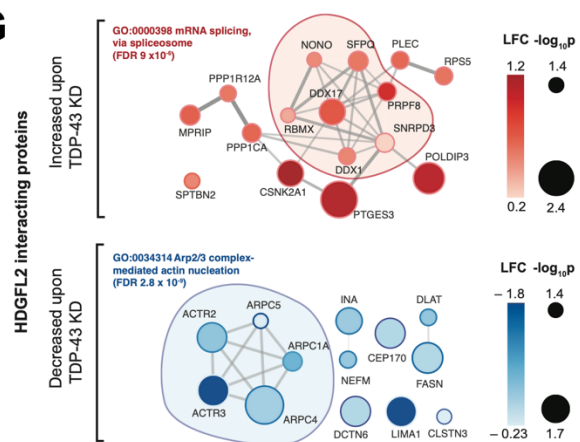 G
HDGFL2 interacting proteins
Increased upon
TDP-43 KD
GO:0000398 mRNA splicing,
via spliceosome
(FDR 9 x10⁻⁶)
NONO
SFPQ
PLEC
RPS5
PPP1R12A
DDX17
PRPF8
MPRIP
RBMX
SNRPD3
PPP1CA
DDX1
POLDIP3
SPTBN2
CSNK2A1
PTGES3
LFC -log₁₀p
1.2
1.4
0.2
2.4
Decreased upon
TDP-43 KD
GO:0034314 Arp2/3 complex-
mediated actin nucleation
(FDR 2.8 x 10⁻⁹)
ARPC5
ACTR2
ARPC1A
ACTR3
ARPC4
INA
DLAT
CEP170
NEFM
FASN
DCTN6
LIMA1
CLSTN3
LFC -log₁₀p
– 1.8
1.4
– 0.23
1.7